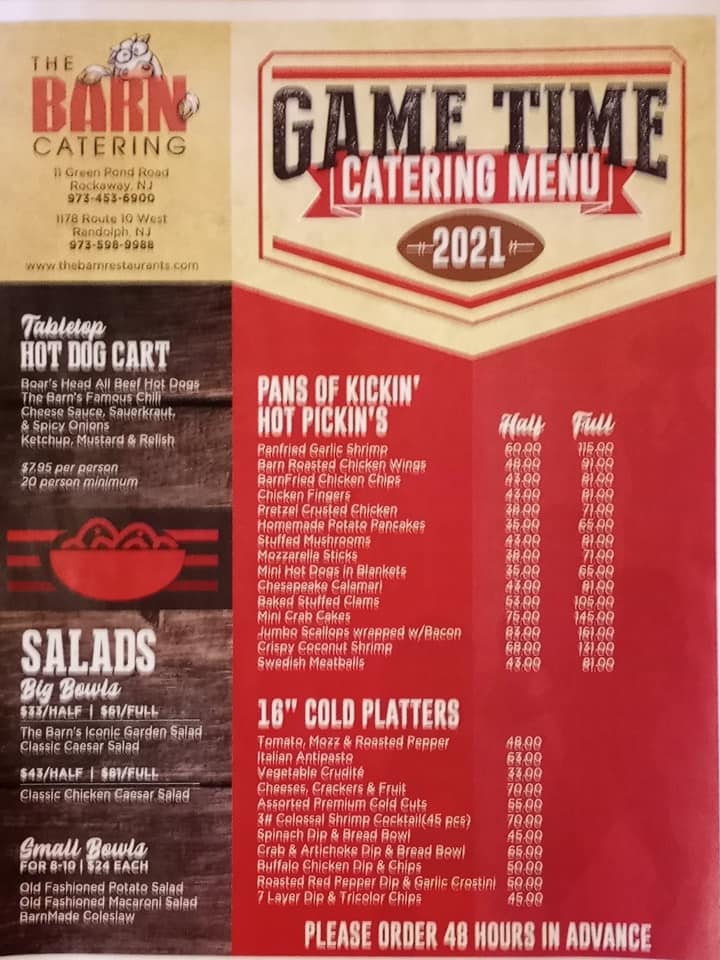 THE
BARN
CATERING
11 Green Pond Road
Rockaway, NJ
973-453-6900
1178 Route 10 West
Randolph, NJ
973-598-9988
www.thebarnrestaurants.com
GAME TIME
CATERING MENU
2021
Tabletop
HOT DOG CART
Boar's Head All Beef Hot Dogs
The Barn's Famous Chili
Cheese Sauce, Sauerkraut,
& Spicy Onions
Ketchup, Mustard & Relish
$7.95 per person
20 person minimum
SALADS
Big Bowls
$33/HALF | $61/FULL
The Barn's Iconic Garden Salad
Classic Caesar Salad
$43/HALF | $81/FULL
Classic Chicken Caesar Salad
Small Bowls
FOR 8-10 | $24 EACH
Old Fashioned Potato Salad
Old Fashioned Macaroni Salad
BarnMade Coleslaw
PANS OF KICKIN'
HOT PICKIN'S Half Full
Panfried Garlic Shrimp 60.00 115.00
Barn Roasted Chicken Wings 48.00 91.00
BarnFried Chicken Chips 43.00 81.00
Chicken Fingers 43.00 81.00
Pretzel Crusted Chicken 38.00 71.00
Homemade Potato Pancakes 35.00 65.00
Stuffed Mushrooms 43.00 81.00
Mozzarella Sticks 38.00 71.00
Mini Hot Dogs in Blankets 35.00 65.00
Chesapeake Calamari 43.00 81.00
Baked Stuffed Clams 53.00 105.00
Mini Crab Cakes 75.00 145.00
Jumbo Scallops wrapped w/Bacon 83.00 161.00
Crispy Coconut Shrimp 68.00 131.00
Swedish Meatballs 43.00 81.00
16" COLD PLATTERS
Tomato, Mozz & Roasted Pepper 48.00
Italian Antipasto 63.00
Vegetable Crudité 33.00
Cheeses, Crackers & Fruit 70.00
Assorted Premium Cold Cuts 55.00
3# Colossal Shrimp Cocktail(45 pcs) 70.00
Spinach Dip & Bread Bowl 45.00
Crab & Artichoke Dip & Bread Bowl 65.00
Buffalo Chicken Dip & Chips 50.00
Roasted Red Pepper Dip & Garlic Crostini 50.00
7 Layer Dip & Tricolor Chips 45.00
PLEASE ORDER 48 HOURS IN ADVANCE